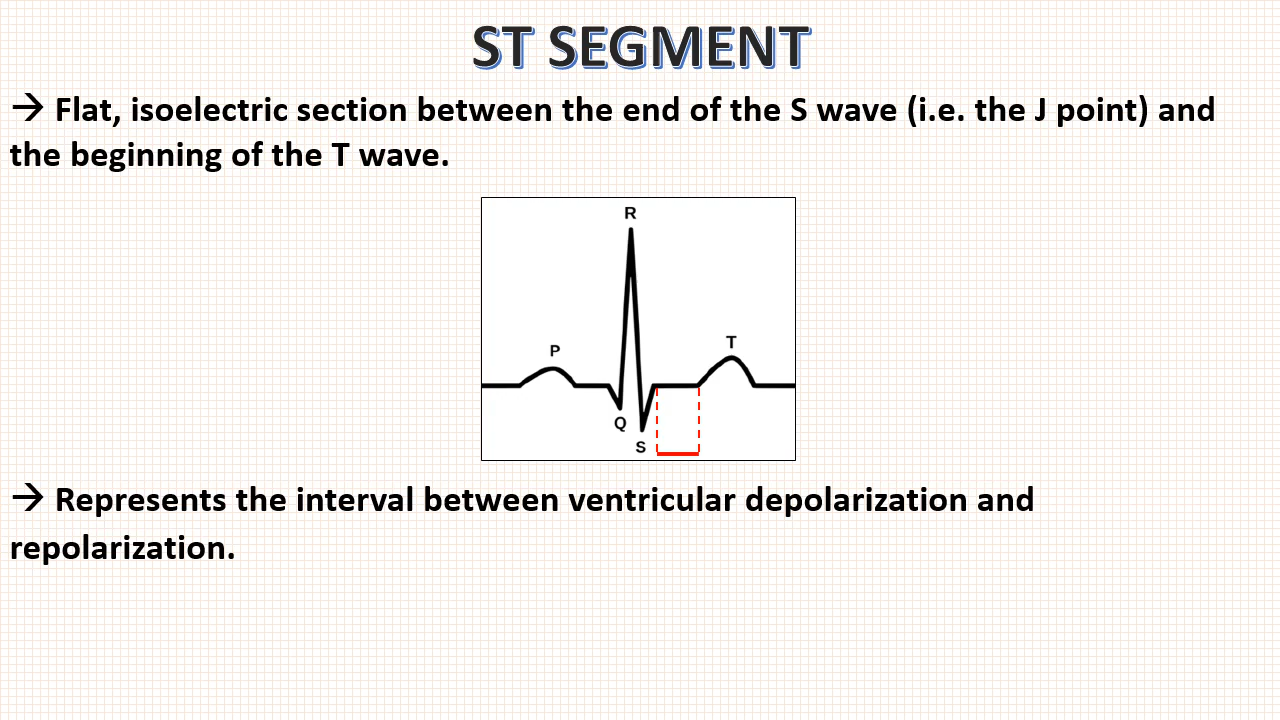 ST SEGMENT
→ Flat, isoelectric section between the end of the S wave (i.e. the J point) and
the beginning of the T wave.
R
P
T
Q
S
→ Represents the interval between ventricular depolarization and
repolarization.